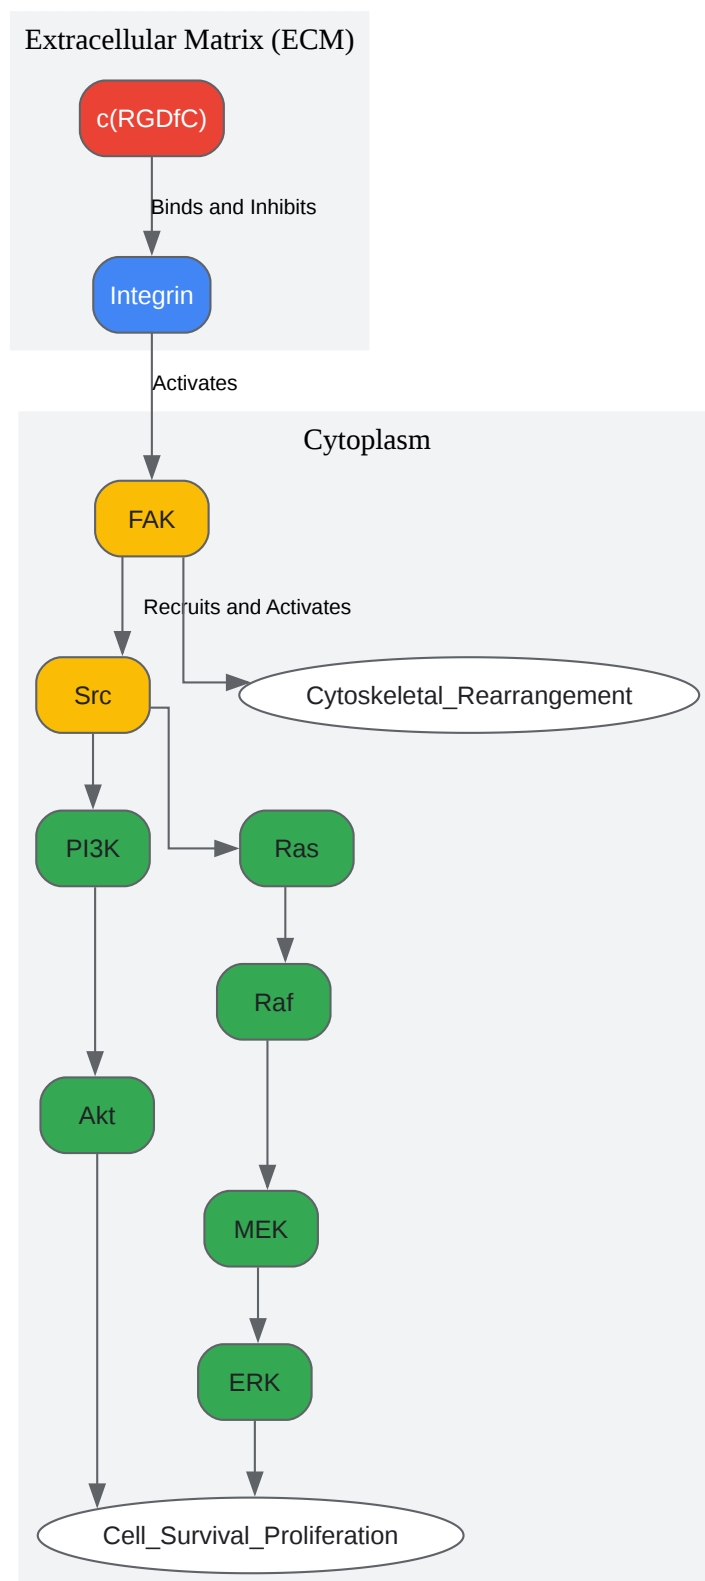 Extracellular Matrix (ECM)
c(RGDfC)
Binds and Inhibits
Integrin
Activates
Cytoplasm
FAK
Recruits and Activates
Src
Cytoskeletal_Rearrangement
PI3K
Ras
Raf
Akt
MEK
ERK
Cell_Survival_Proliferation